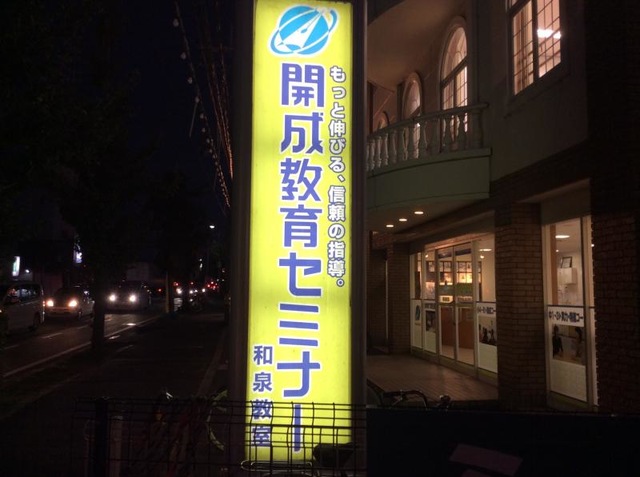 もっと伸びる、信頼の指導。
開成教育セミナー
和泉教室